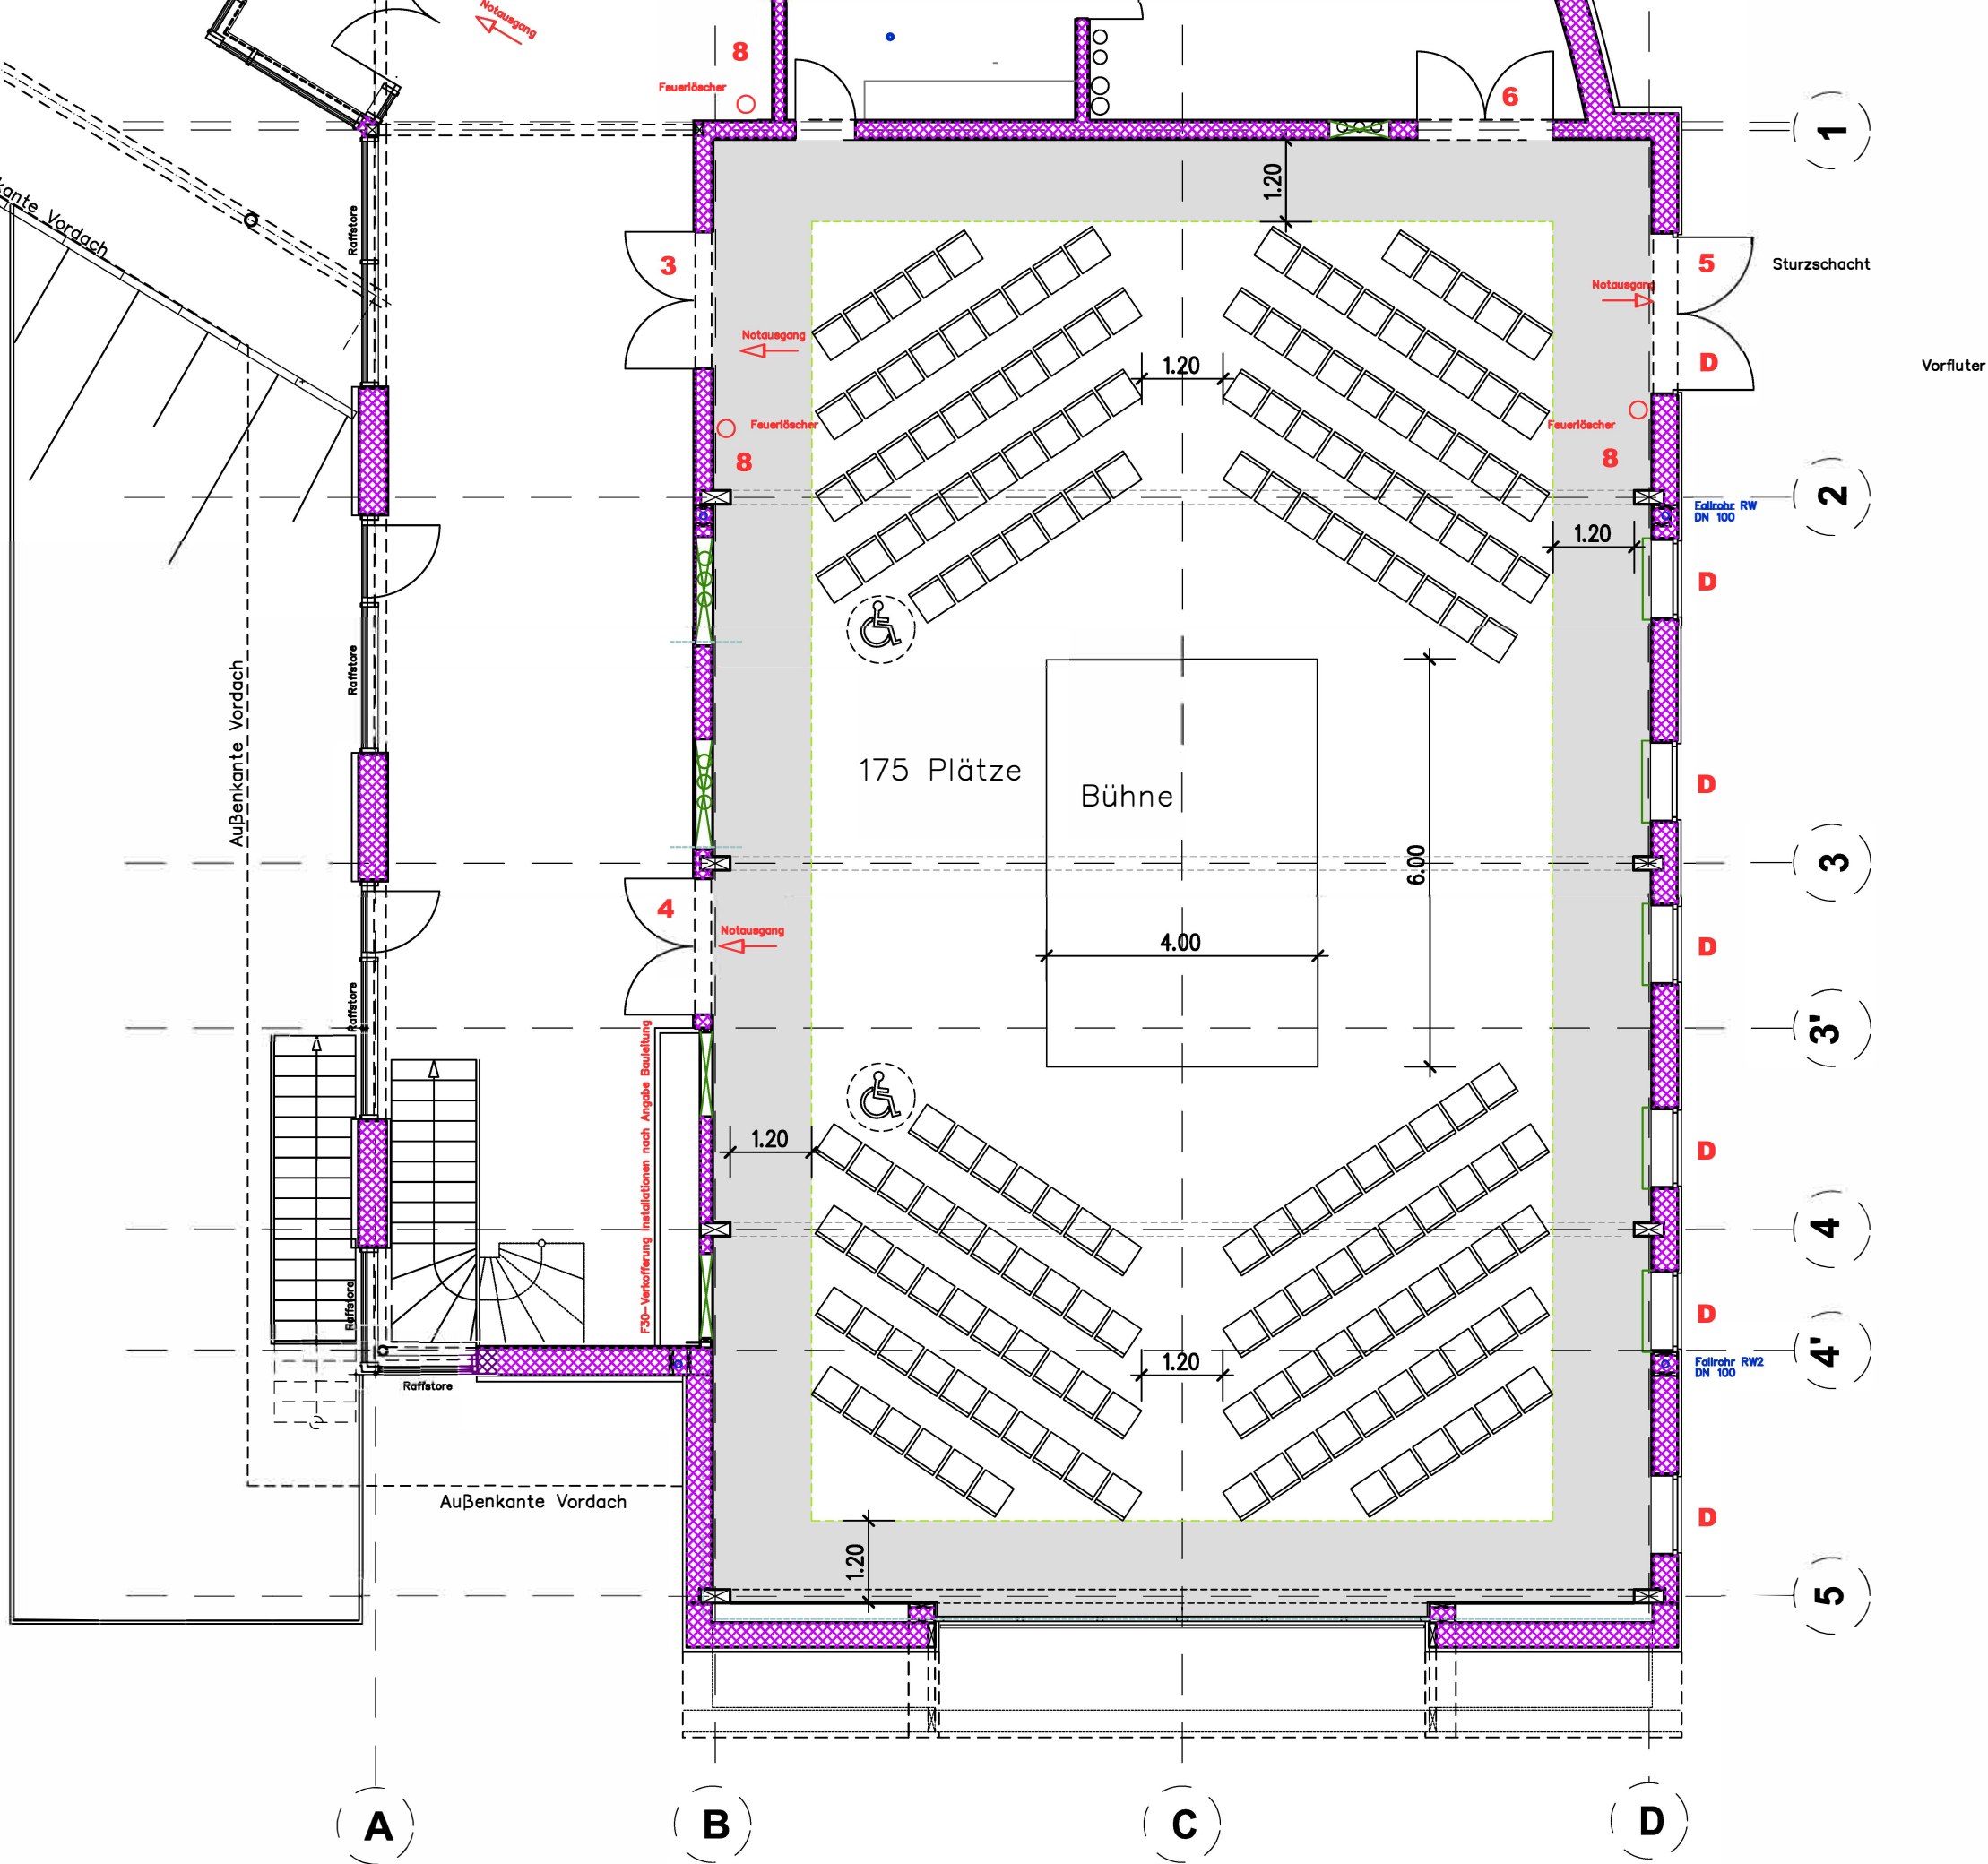 Notausgang
8
Feuerlöscher
6
1
1.20
kante Vordach
Raffstore
3
5
Sturzschacht
Notausgang
Notausgang
1.20
D
Vorfluter
Feuerlöscher
Feuerlöscher
8
8
2
Fallrohr RW
DN 100
1.20
D
Raffstore
Außenkante Vordach
175 Plätze
Bühne
D
6.00
3
4
Notausgang
4.00
D
Raffstore
F30-Verkofferung Installationen nach Angabe Bauleitung
3'
1.20
D
4
Raffstore
D
4'
1.20
Fallrohr RW2
DN 100
Raffstore
Außenkante Vordach
D
1.20
5
A
B
C
D